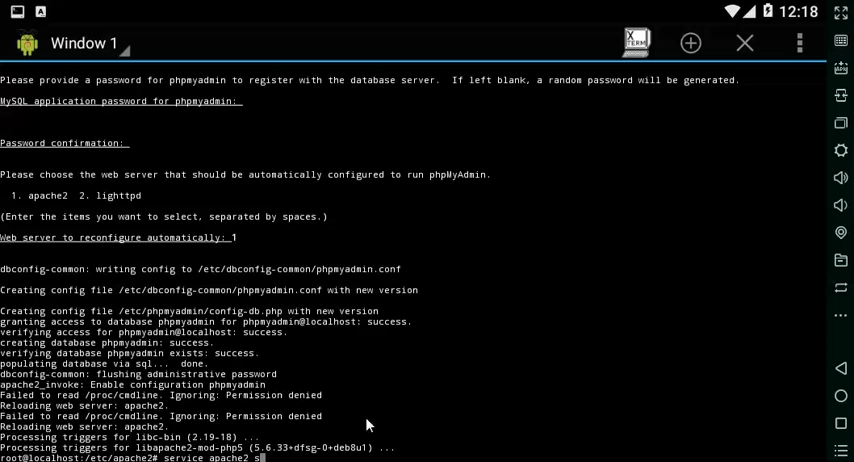 A
12:18
Window 1
X
TERM
Please provide a password for phpmyadmin to register with the database server.  If left blank, a random password will be generated.
MySQL application password for phpmyadmin:
Password confirmation:
Please choose the web server that should be automatically configured to run phpMyAdmin.
1. apache2  2. lighttpd
(Enter the items you want to select, separated by spaces.)
Web server to reconfigure automatically: 1
dbconfig-common: writing config to /etc/dbconfig-common/phpmyadmin.conf
Creating config file /etc/dbconfig-common/phpmyadmin.conf with new version
Creating config file /etc/phpmyadmin/config-db.php with new version
granting access to database phpmyadmin for phpmyadmin@localhost: success.
verifying access for phpmyadmin@localhost: success.
creating database phpmyadmin: success.
verifying database phpmyadmin exists: success.
populating database via sql...  done.
dbconfig-common: flushing administrative password
apache2_invoke: Enable configuration phpmyadmin
Failed to read /proc/cmdline. Ignoring: Permission denied
Reloading web server: apache2.
Failed to read /proc/cmdline. Ignoring: Permission denied
Reloading web server: apache2.
Processing triggers for libc-bin (2.19-18) ...
Processing triggers for libapache2-mod-php5 (5.6.33+dfsg-0+deb8u1) ...
root@localhost:/etc/apache2# service apache2 s